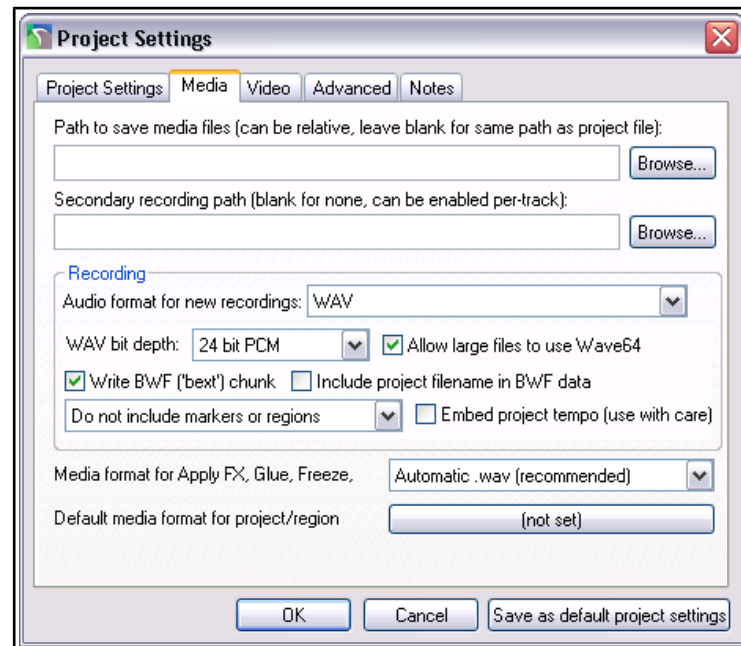 Project Settings
Project Settings Media Video Advanced Notes
Path to save media files (can be relative, leave blank for same path as project file):
Browse...
Secondary recording path (blank for none, can be enabled per-track):
Browse...
Recording
Audio format for new recordings: WAV
WAV bit depth: 24 bit PCM Allow large files to use Wave64
Write BWF ('bext') chunk Include project filename in BWF data
Do not include markers or regions Embed project tempo (use with care)
Media format for Apply FX, Glue, Freeze, Automatic .wav (recommended)
Default media format for project/region (not set)
OK Cancel Save as default project settings